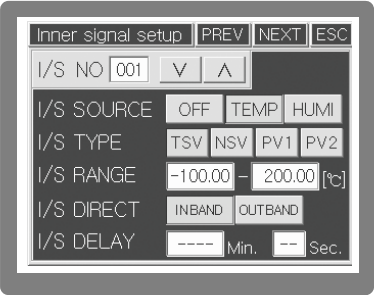 Inner signal setup PREV NEXT ESC
I/S NO 001 ∨ ∧
I/S SOURCE OFF TEMP HUMI
I/S TYPE TSV NSV PV1 PV2
I/S RANGE -100.00 - 200.00 [℃]
I/S DIRECT INBAND OUTBAND
I/S DELAY ---- Min. -- Sec.